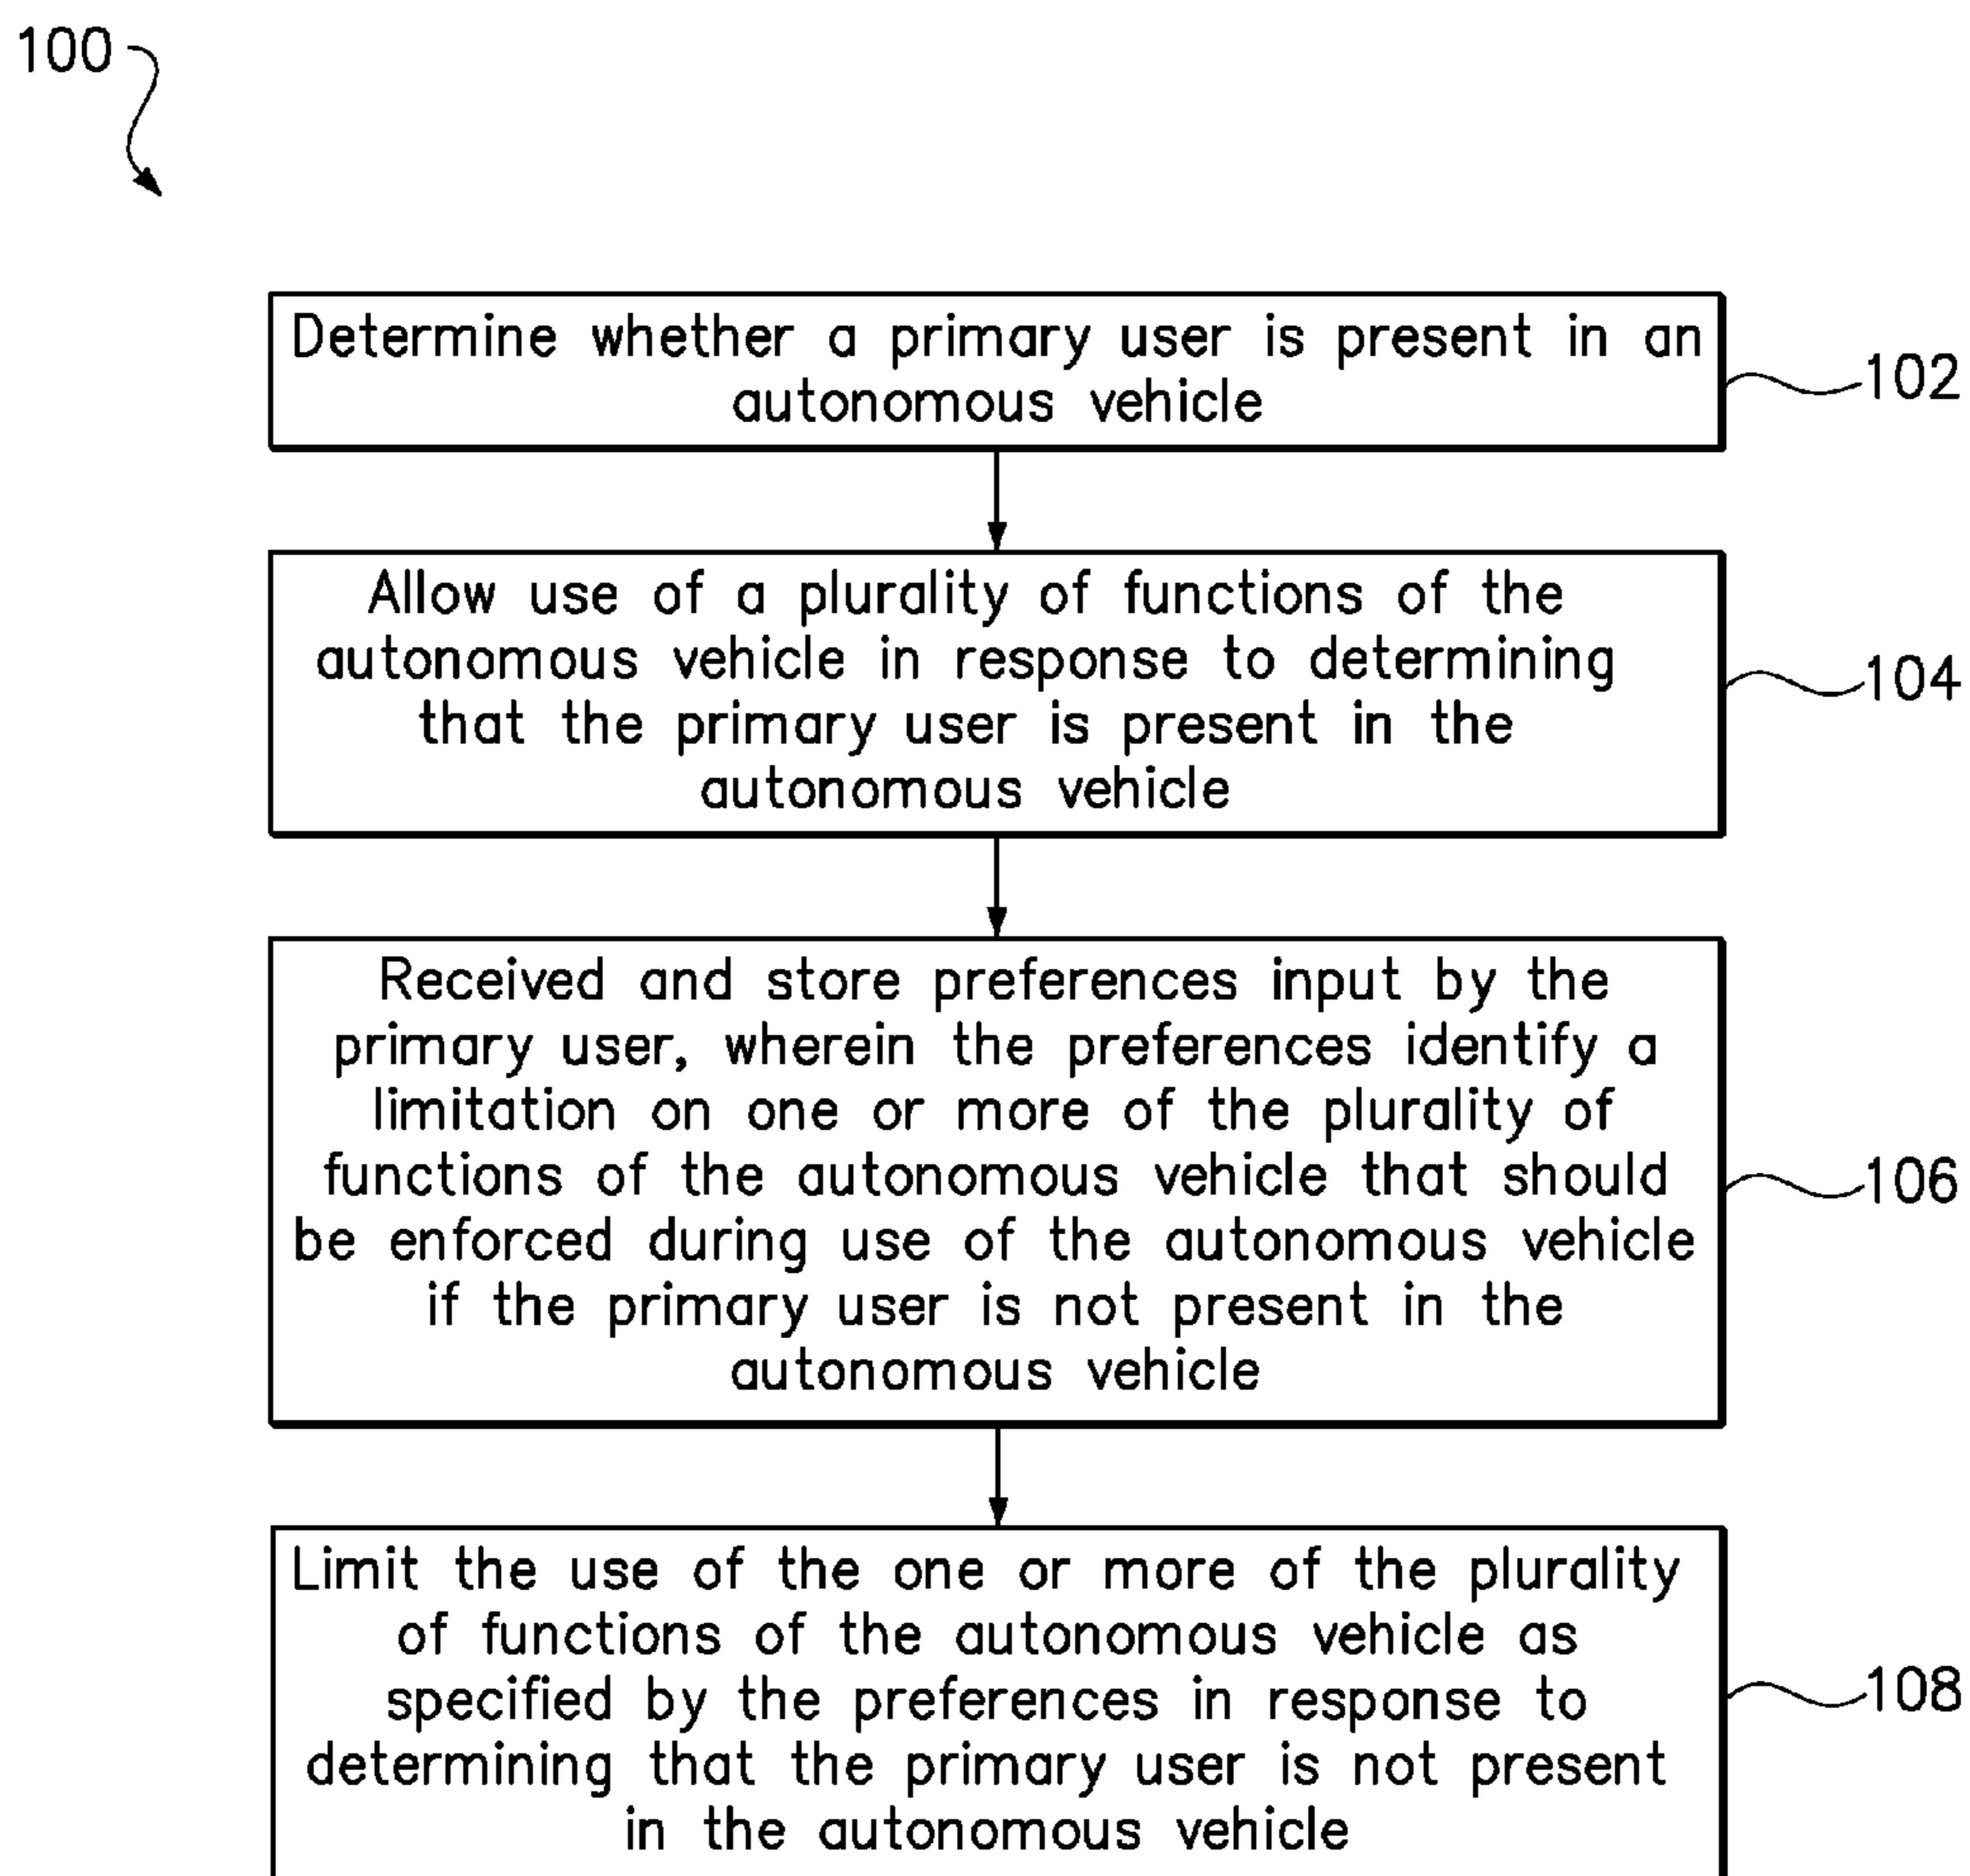 100
Determine whether a primary user is present in an
autonomous vehicle
102
Allow use of a plurality of functions of the
autonomous vehicle in response to determining
that the primary user is present in the
autonomous vehicle
104
Received and store preferences input by the
primary user, wherein the preferences identify a
limitation on one or more of the plurality of
functions of the autonomous vehicle that should
be enforced during use of the autonomous vehicle
if the primary user is not present in the
autonomous vehicle
106
Limit the use of the one or more of the plurality
of functions of the autonomous vehicle as
specified by the preferences in response to
determining that the primary user is not present
in the autonomous vehicle
108